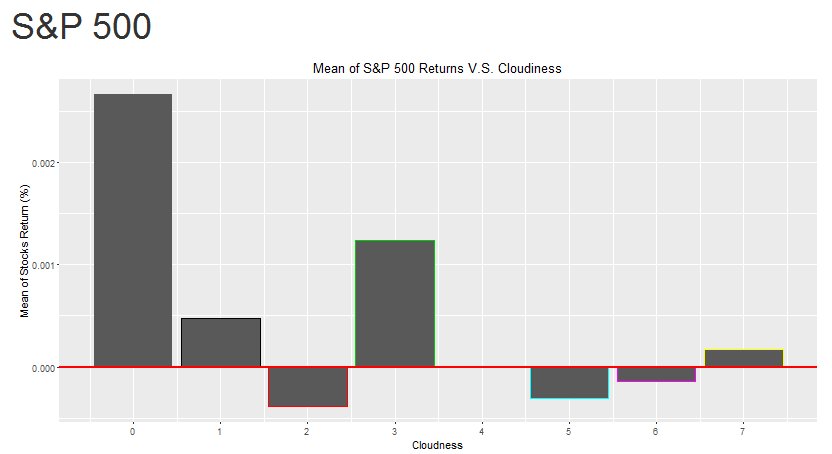 S&P 500
Mean of S&P 500 Returns V.S. Cloudiness
Mean of Stocks Return (%)
0.002
0.001
0.000
0 1 2 3 4 5 6 7
Cloudness